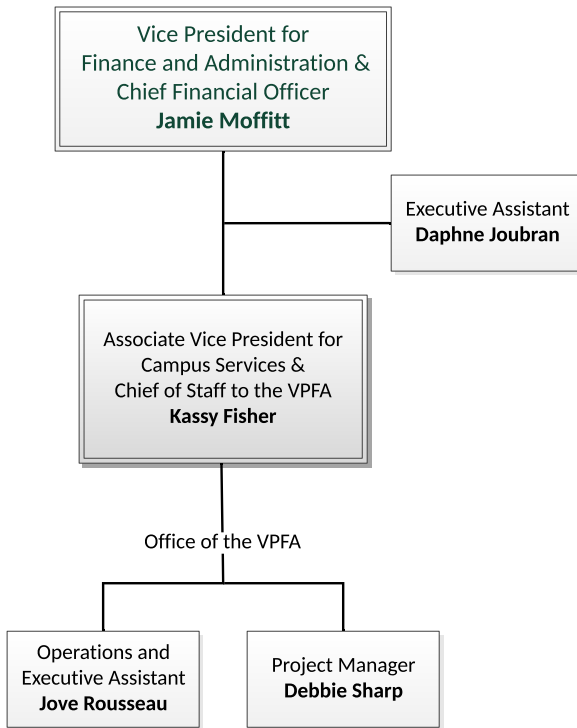 Vice President for
Finance and Administration &
Chief Financial Officer
Jamie Moffitt
Executive Assistant
Daphne Joubran
Associate Vice President for
Campus Services &
Chief of Staff to the VPFA
Kassy Fisher
Office of the VPFA
Operations and
Executive Assistant
Jove Rousseau
Project Manager
Debbie Sharp